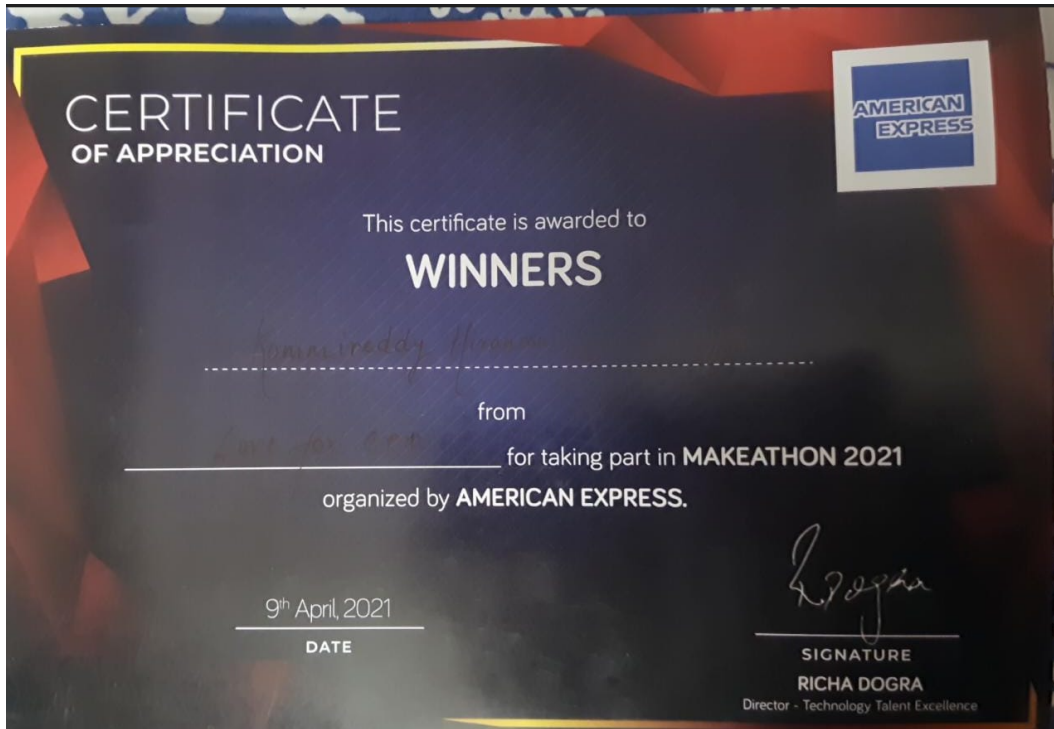 CERTIFICATE
OF APPRECIATION
AMERICAN
EXPRESS
This certificate is awarded to
WINNERS
from
for taking part in MAKEATHON 2021
organized by AMERICAN EXPRESS.
9th April, 2021
DATE
R. Dogra
SIGNATURE
RICHA DOGRA
Director - Technology Talent Excellence